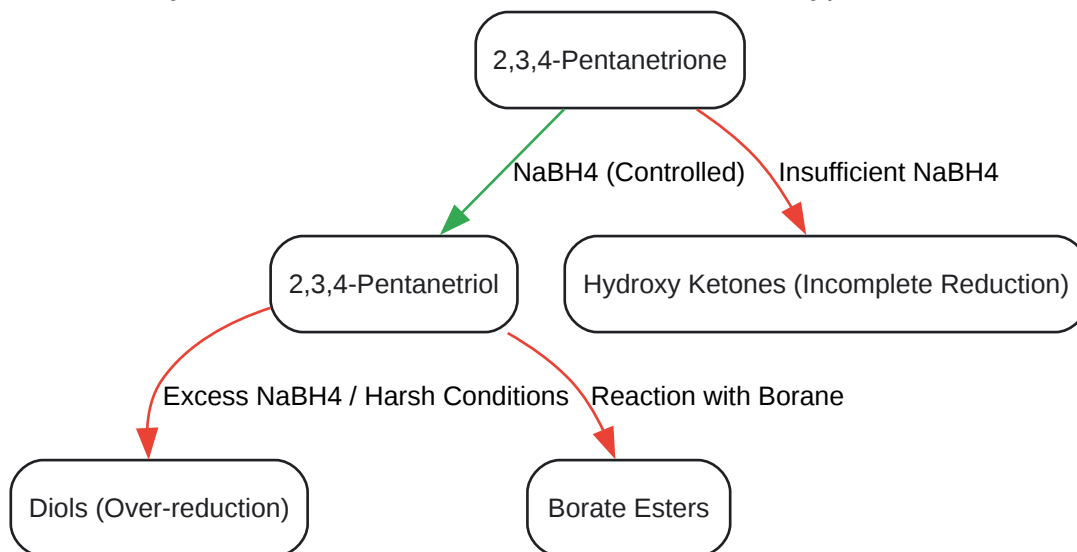 2,3,4-Pentanetrione
NaBH4 (Controlled)
Insufficient NaBH4
2,3,4-Pentanetriol
Hydroxy Ketones (Incomplete Reduction)
Excess NaBH4 / Harsh Conditions
Reaction with Borane
Diols (Over-reduction)
Borate Esters